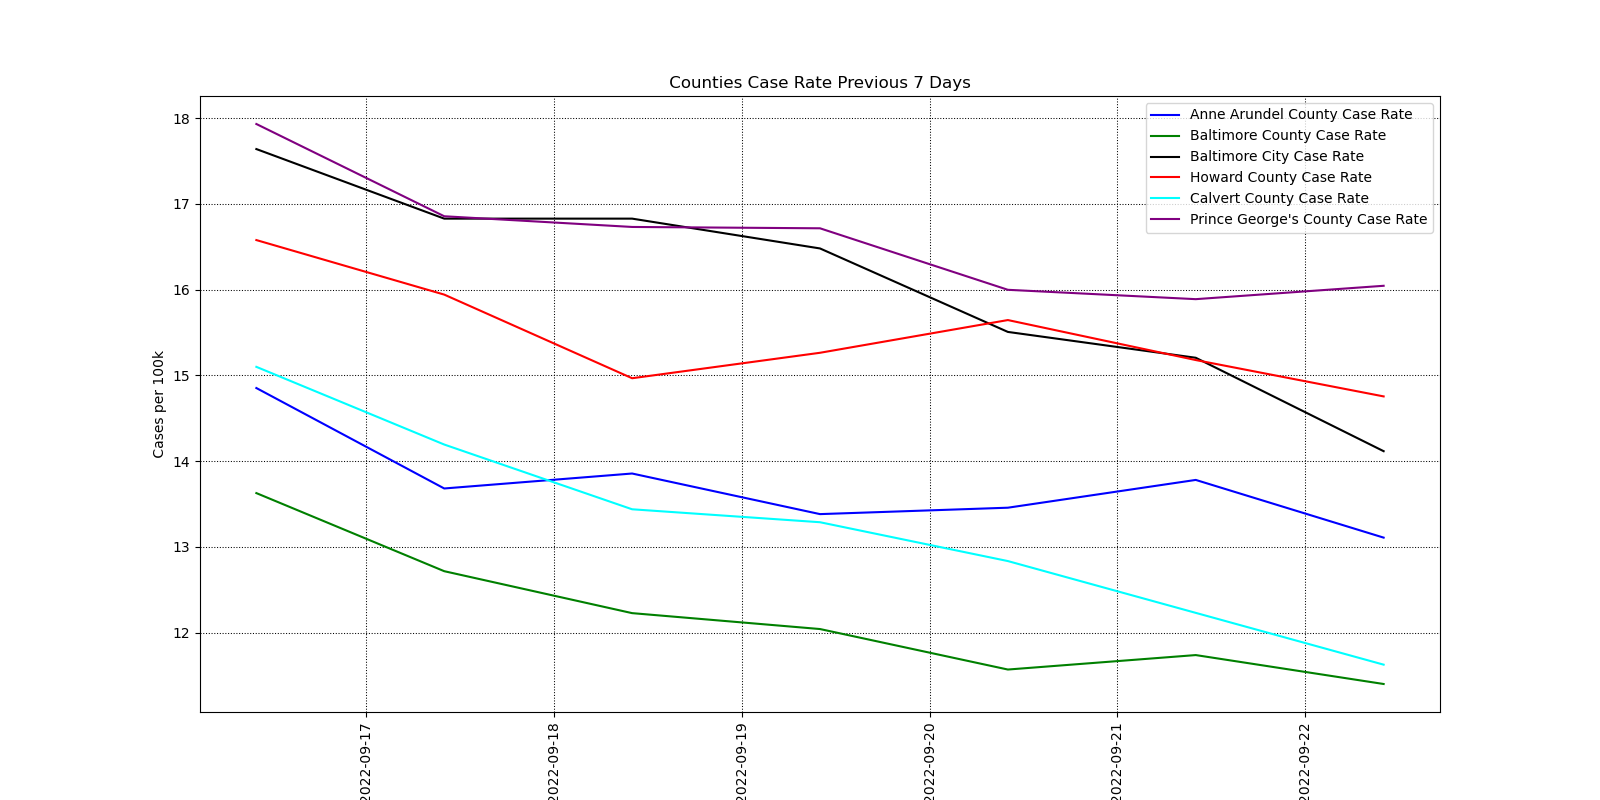 Counties Case Rate Previous 7 Days
Cases per 100k
18
17
16
15
14
13
12
Anne Arundel County Case Rate
Baltimore County Case Rate
Baltimore City Case Rate
Howard County Case Rate
Calvert County Case Rate
Prince George's County Case Rate
2022-09-17
2022-09-18
2022-09-19
2022-09-20
2022-09-21
2022-09-22